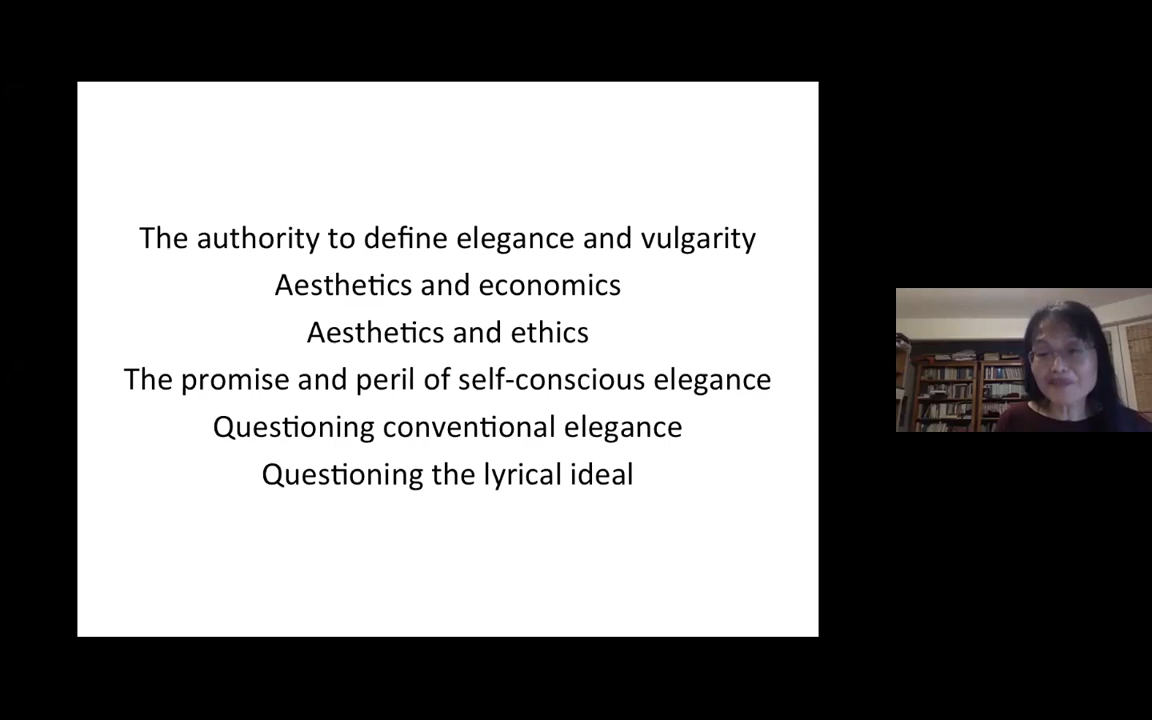 The authority to define elegance and vulgarity
Aesthetics and economics
Aesthetics and ethics
The promise and peril of self-conscious elegance
Questioning conventional elegance
Questioning the lyrical ideal